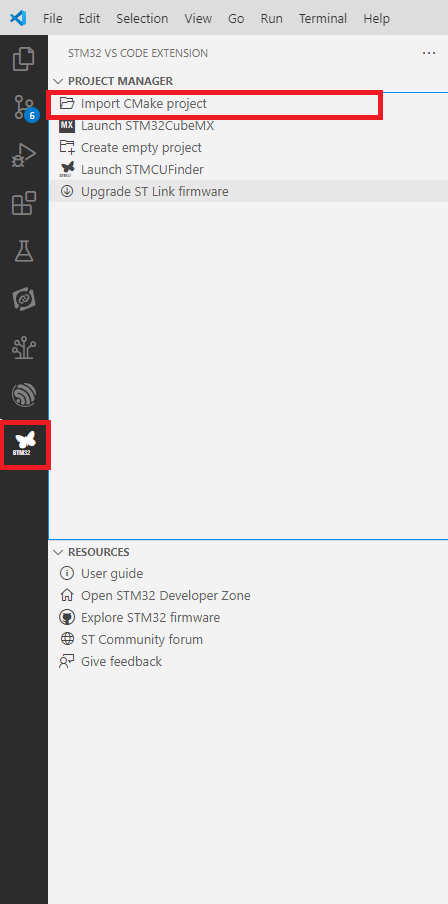 File Edit Selection View Go Run Terminal Help
STM32 VS CODE EXTENSION
PROJECT MANAGER
Import CMake project
MX Launch STM32CubeMX
Create empty project
STM32 Launch STMCUFinder
Upgrade ST Link firmware
6
STM32
RESOURCES
User guide
Open STM32 Developer Zone
Explore STM32 firmware
ST Community forum
Give feedback